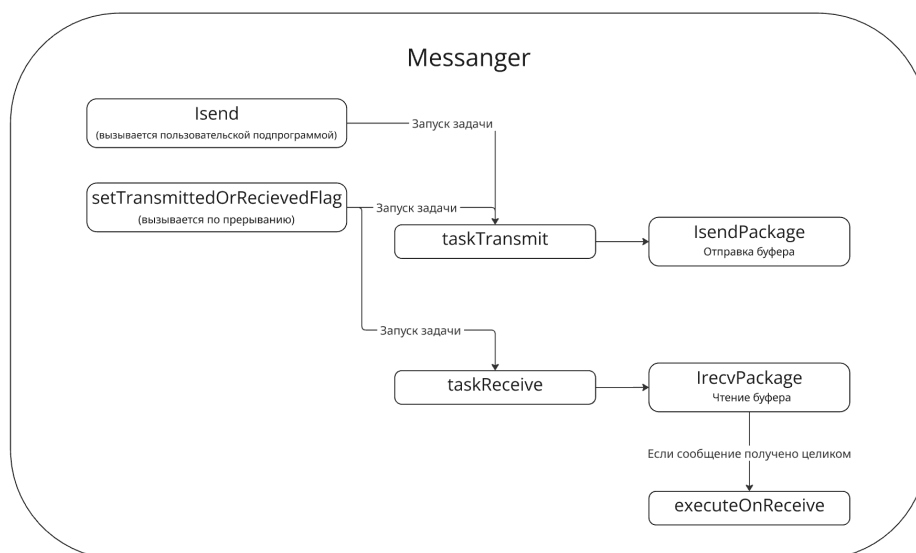 Messanger
Isend
(вызывается пользовательской подпрограммой)
Запуск задачи
setTransmittedOrRecievedFlag
(вызывается по прерыванию)
Запуск задачи
taskTransmit
IsendPackage
Отправка буфера
Запуск задачи
taskReceive
IrecvPackage
Чтение буфера
Если сообщение получено целиком
executeOnReceive